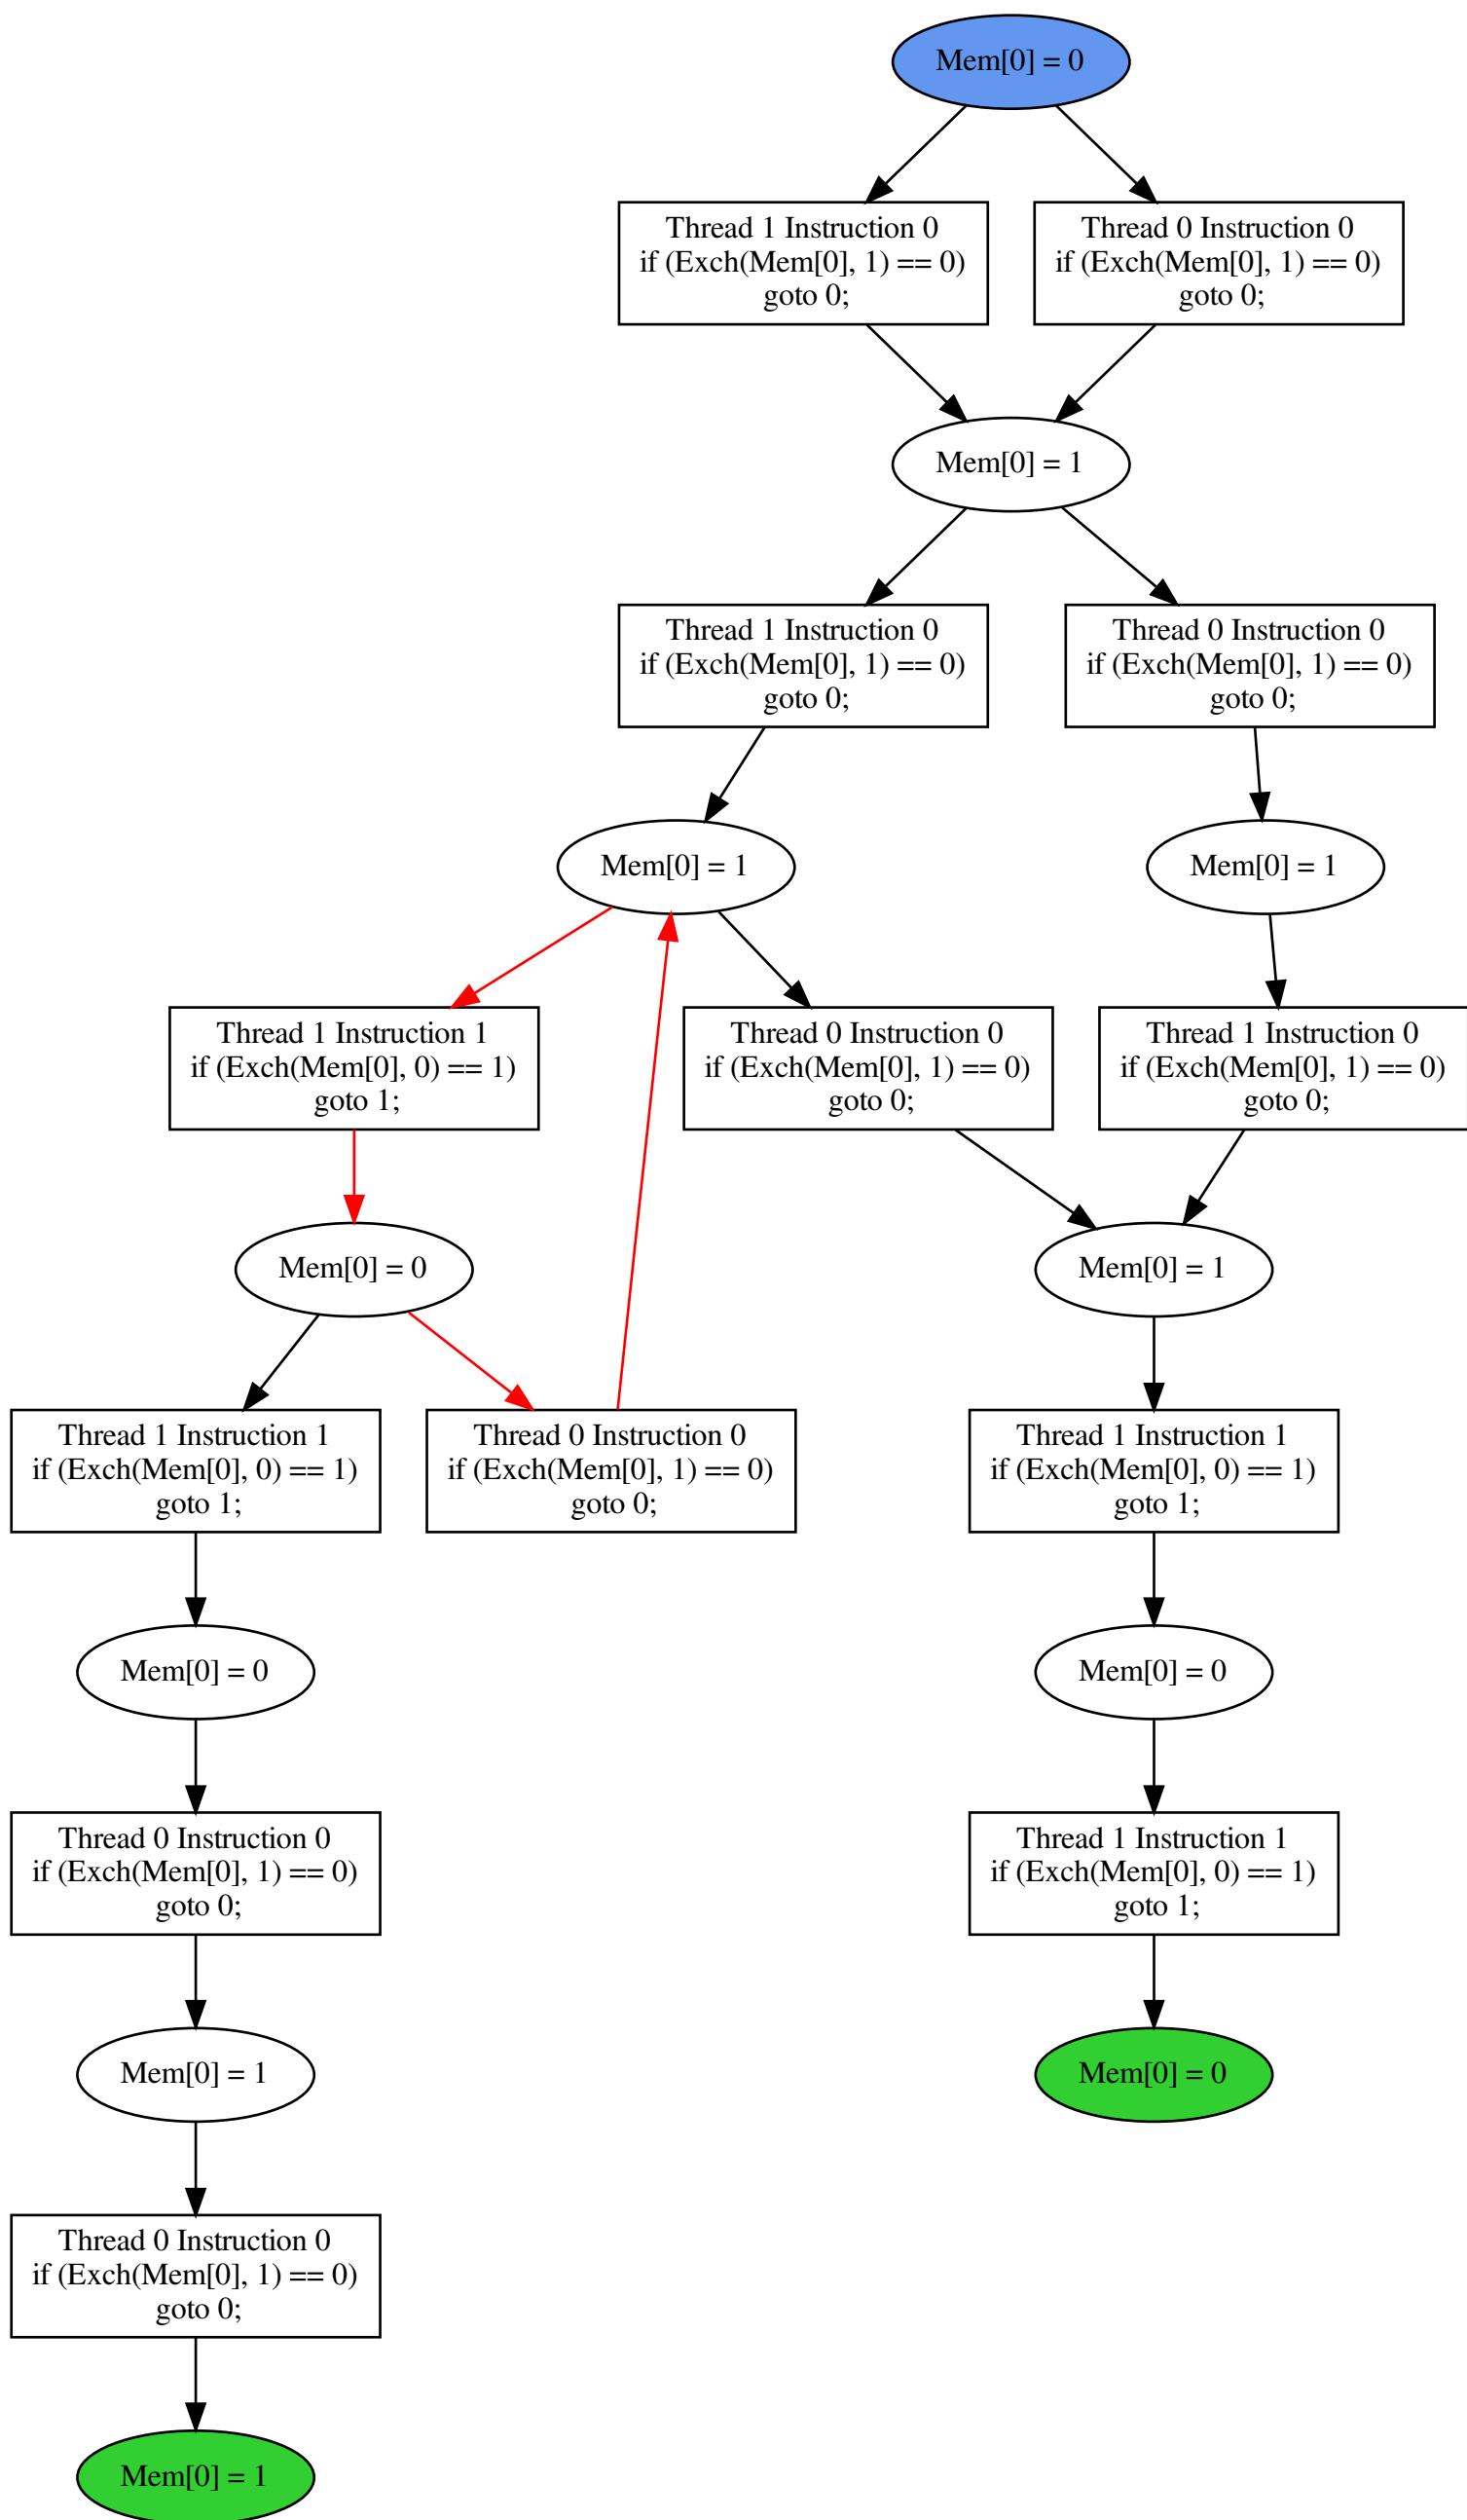 Mem[0] = 0
Thread 1 Instruction 0
if (Exch(Mem[0], 1) == 0)
goto 0;
Thread 0 Instruction 0
if (Exch(Mem[0], 1) == 0)
goto 0;
Mem[0] = 1
Thread 1 Instruction 0
if (Exch(Mem[0], 1) == 0)
goto 0;
Thread 0 Instruction 0
if (Exch(Mem[0], 1) == 0)
goto 0;
Mem[0] = 1
Mem[0] = 1
Thread 1 Instruction 1
if (Exch(Mem[0], 0) == 1)
goto 1;
Thread 0 Instruction 0
if (Exch(Mem[0], 1) == 0)
goto 0;
Thread 1 Instruction 0
if (Exch(Mem[0], 1) == 0)
goto 0;
Mem[0] = 0
Mem[0] = 1
Thread 1 Instruction 1
if (Exch(Mem[0], 0) == 1)
goto 1;
Thread 0 Instruction 0
if (Exch(Mem[0], 1) == 0)
goto 0;
Thread 1 Instruction 1
if (Exch(Mem[0], 0) == 1)
goto 1;
Mem[0] = 0
Mem[0] = 0
Thread 0 Instruction 0
if (Exch(Mem[0], 1) == 0)
goto 0;
Thread 1 Instruction 1
if (Exch(Mem[0], 0) == 1)
goto 1;
Mem[0] = 1
Mem[0] = 0
Thread 0 Instruction 0
if (Exch(Mem[0], 1) == 0)
goto 0;
Mem[0] = 1